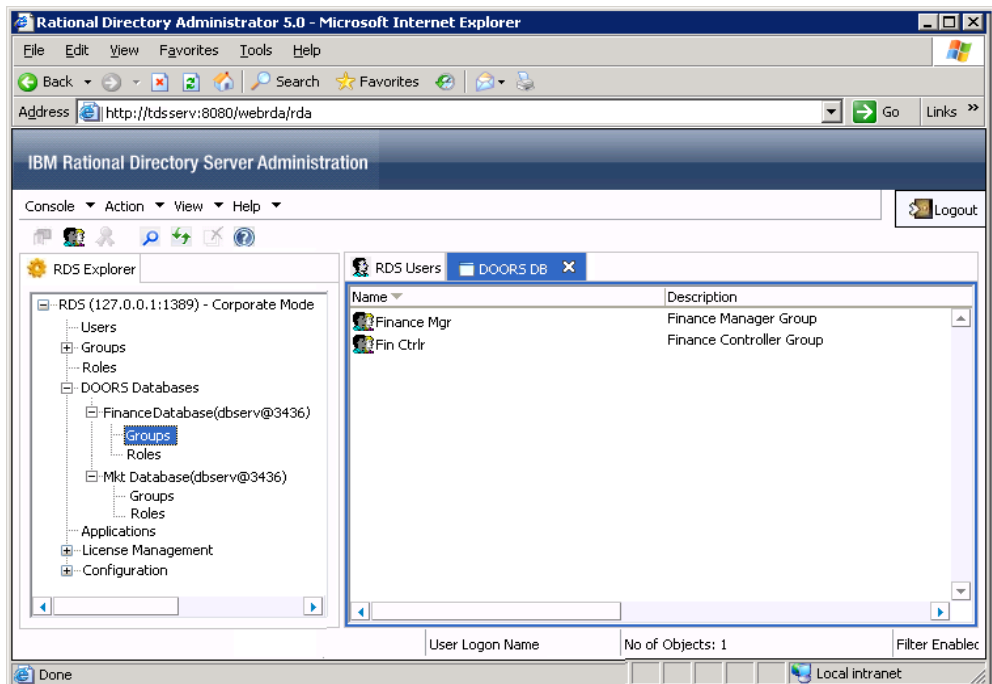 Rational Directory Administrator 5.0 - Microsoft Internet Explorer
File Edit View Favorites Tools Help
Back Search Favorites
Address http://tdsserv:8080/webrda/rda Go Links »
IBM Rational Directory Server Administration
Console Action View Help
Logout
RDS Explorer
RDS Users DOORS DB
RDS (127.0.0.1:1389) - Corporate Mode
Users
Groups
Roles
DOORS Databases
FinanceDatabase(dbserv@3436)
Groups
Roles
Mkt Database(dbserv@3436)
Groups
Roles
Applications
License Management
Configuration
Name Description
Finance Mgr Finance Manager Group
Fin Ctrlr Finance Controller Group
User Logon Name No of Objects: 1 Filter Enablec
Done Local intranet